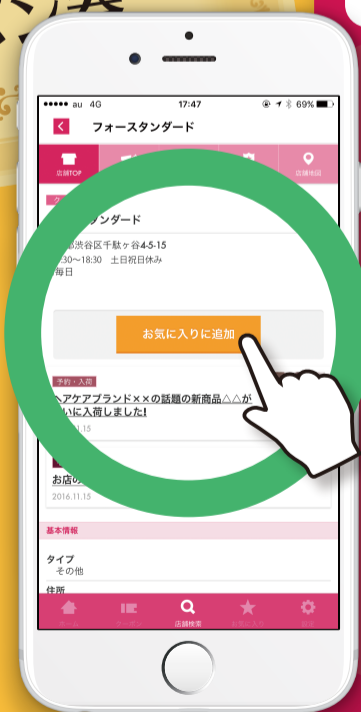 au 4G 17:47 69%
フォースタンダード
店舗TOP
店舗地図
ンダード
渋谷区千駄ヶ谷4-5-15
:30〜18:30 土日祝日休み
毎日
お気に入りに追加
予約・入荷
ヘアケアブランド××の話題の新商品△△が
いに入荷しました!
1.15
お店の
2016.11.15
基本情報
タイプ
その他
住所
ホーム
クーポン
店舗検索
お気に入り
設定